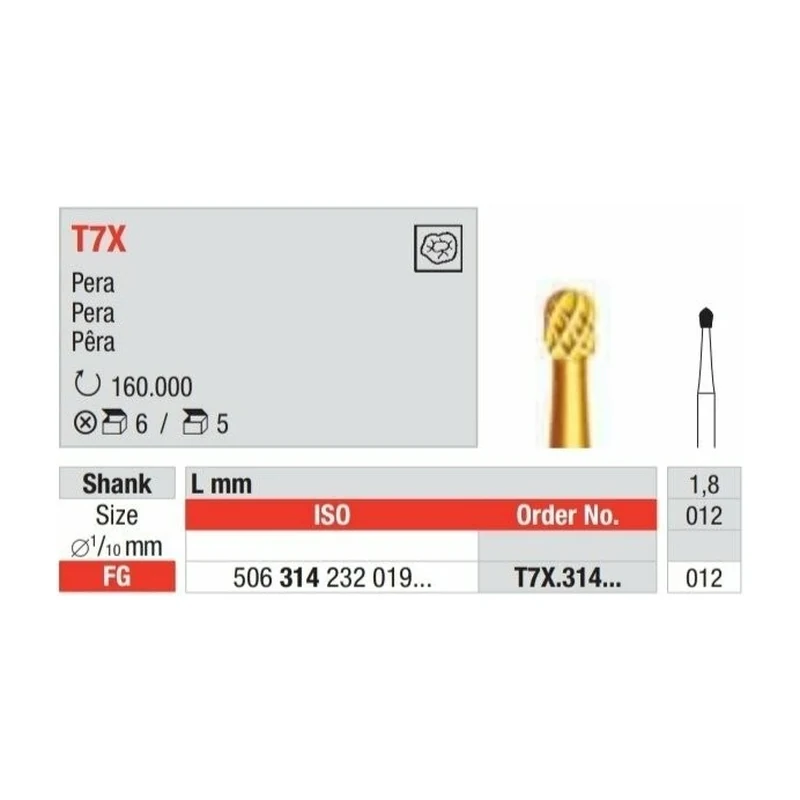 T7X
Pera
Pera
Pêra
160.000
6 / 5
Shank L mm 1,8
Size ISO Order No. 012
⌀1/10 mm
FG 506 314 232 019... T7X.314... 012